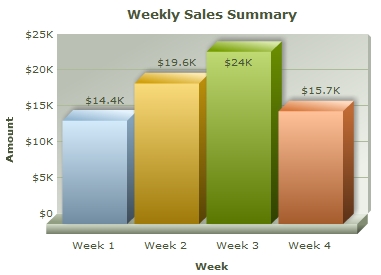 Weekly Sales Summary
Amount
$25K
$20K
$15K
$10K
$5K
$0
$14.4K
$19.6K
$24K
$15.7K
Week 1
Week 2
Week 3
Week 4
Week